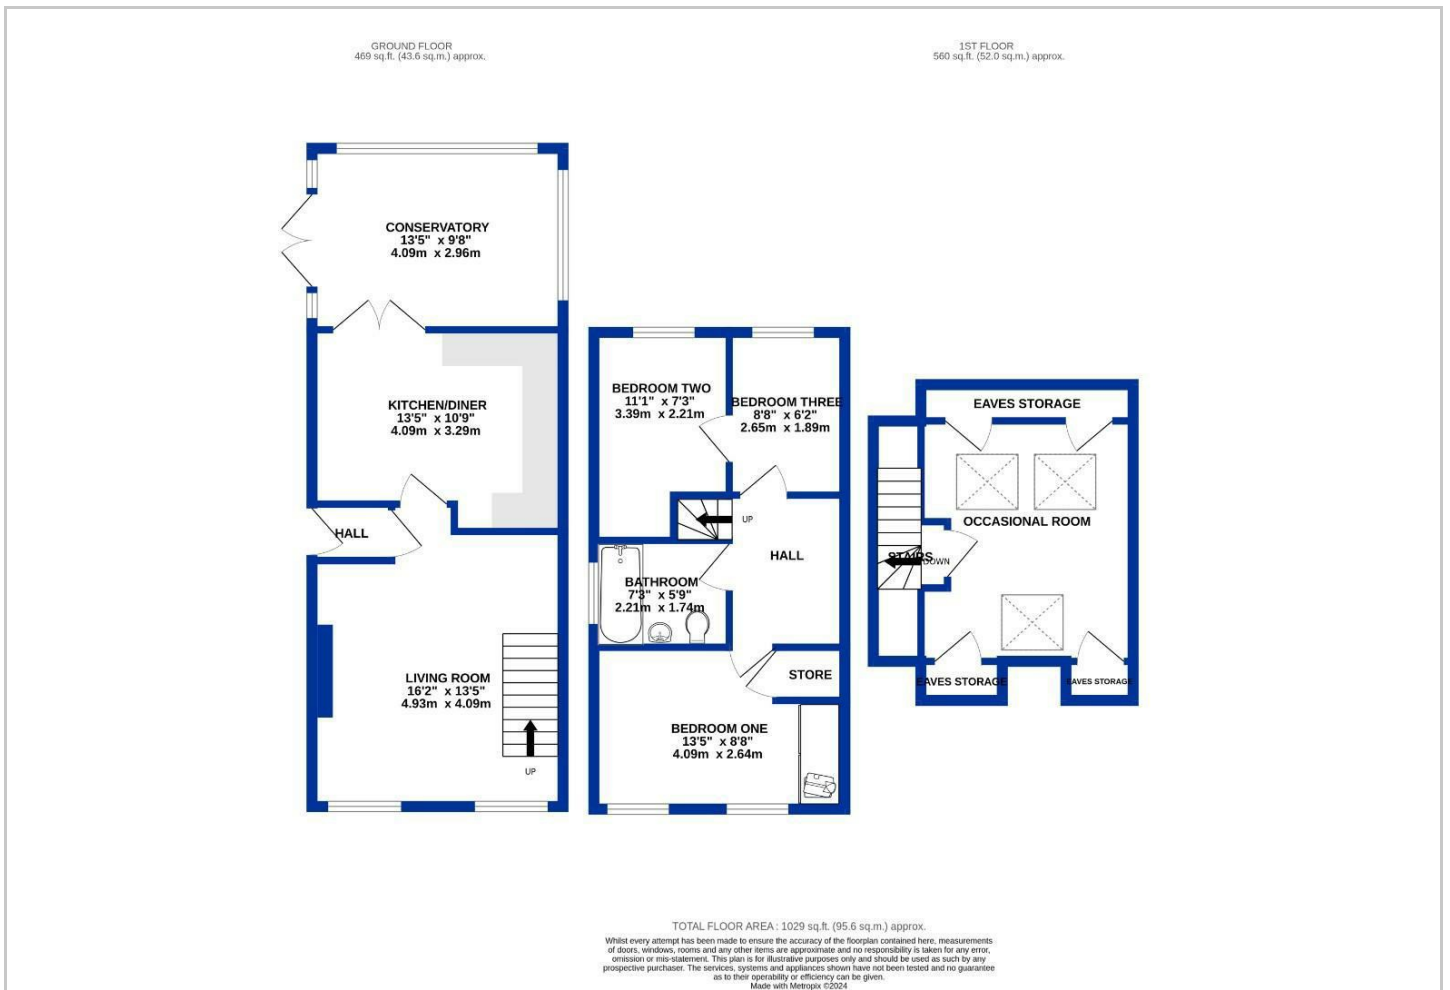 GROUND FLOOR
469 sq.ft. (43.6 sq.m.) approx.
1ST FLOOR
560 sq.ft. (52.0 sq.m.) approx.
CONSERVATORY
13'5" x 9'8"
4.09m x 2.96m
KITCHEN/DINER
13'5" x 10'9"
4.09m x 3.29m
HALL
LIVING ROOM
16'2" x 13'5"
4.93m x 4.09m
UP
BEDROOM TWO
11'1" x 7'3"
3.39m x 2.21m
BEDROOM THREE
8'8" x 6'2"
2.65m x 1.89m
UP
HALL
BATHROOM
7'3" x 5'9"
2.21m x 1.74m
STORE
BEDROOM ONE
13'5" x 8'8"
4.09m x 2.64m
EAVES STORAGE
OCCASIONAL ROOM
STAIRS
DOWN
EAVES STORAGE
EAVES STORAGE
TOTAL FLOOR AREA : 1029 sq.ft. (95.6 sq.m.) approx.
Whilst every attempt has been made to ensure the accuracy of the floorplan contained here, measurements
of doors, windows, rooms and any other items are approximate and no responsibility is taken for any error,
omission or mis-statement. This plan is for illustrative purposes only and should be used as such by any
prospective purchaser. The services, systems and appliances shown have not been tested and no guarantee
as to their operability or efficiency can be given.
Made with Metropix ©2024